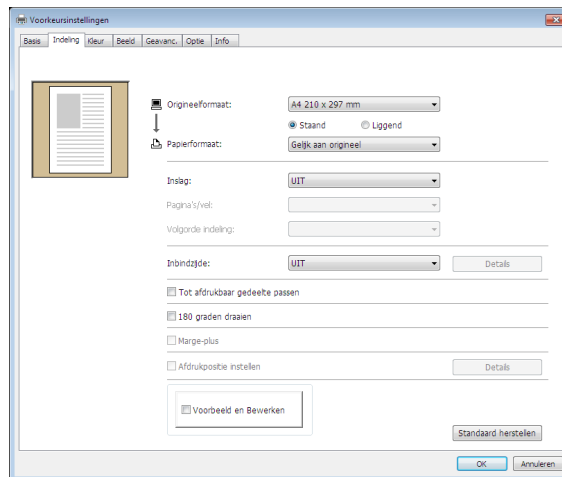 Voorkeursinstellingen
Basis Indeling Kleur Beeld Geavanc. Optie Info
Origineelformaat: A4 210 x 297 mm
Staand Liggend
Papierformaat: Gelijk aan origineel
Inslag: UIT
Pagina's/vel:
Volgorde indeling:
Inbindzijde: UIT Details
Tot afdrukbaar gedeelte passen
180 graden draaien
Marge-plus
Afdrukpositie instellen Details
Voorbeeld en Bewerken
Standaard herstellen
OK Annuleren